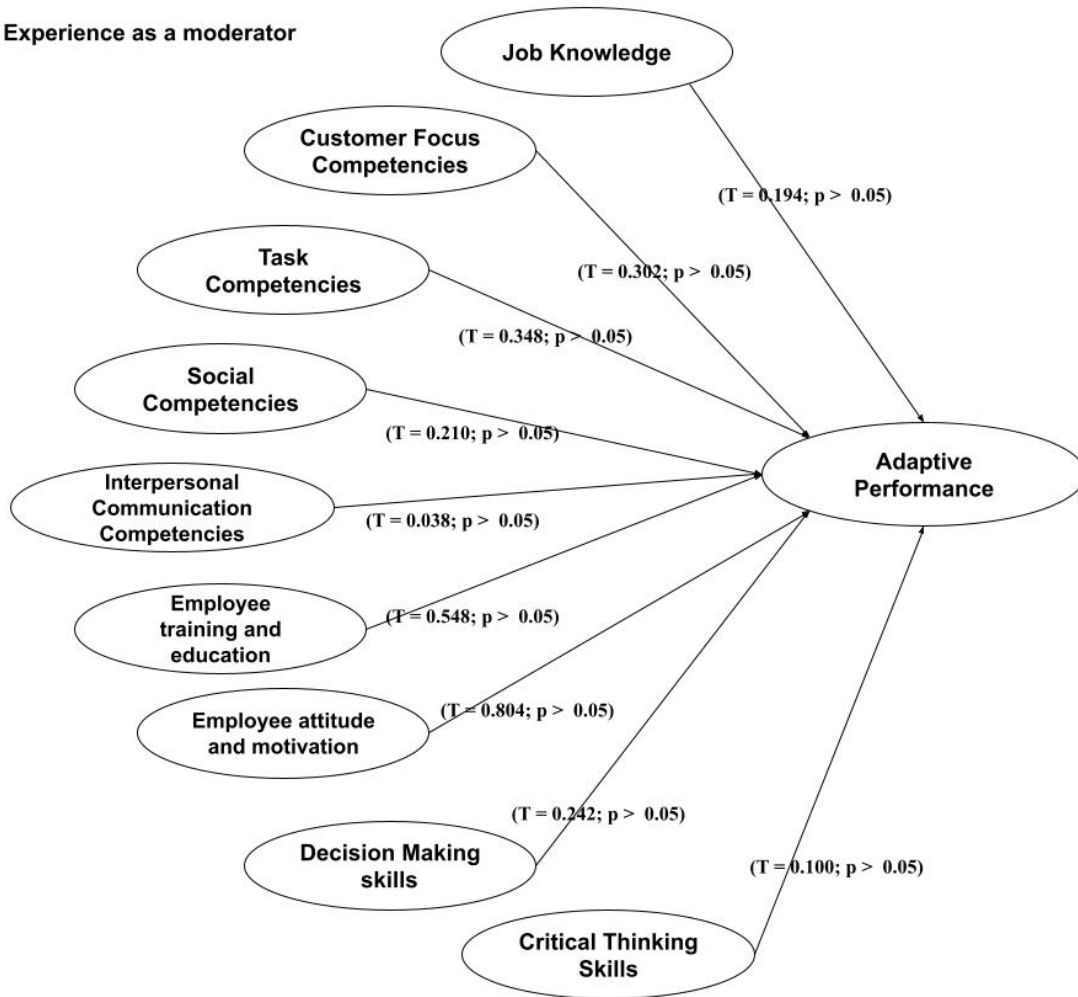 Experience as a moderator
Job Knowledge
Customer Focus
Competencies
(T = 0.194; p > 0.05)
Task
Competencies
(T = 0.302; p > 0.05)
(T = 0.348; p > 0.05)
Social
Competencies
(T = 0.210; p > 0.05)
Adaptive
Performance
Interpersonal
Communication
Competencies
(T = 0.038; p > 0.05)
Employee
training and
education
(T = 0.548; p > 0.05)
Employee attitude
and motivation
(T = 0.804; p > 0.05)
(T = 0.242; p > 0.05)
Decision Making
skills
(T = 0.100; p > 0.05)
Critical Thinking
Skills